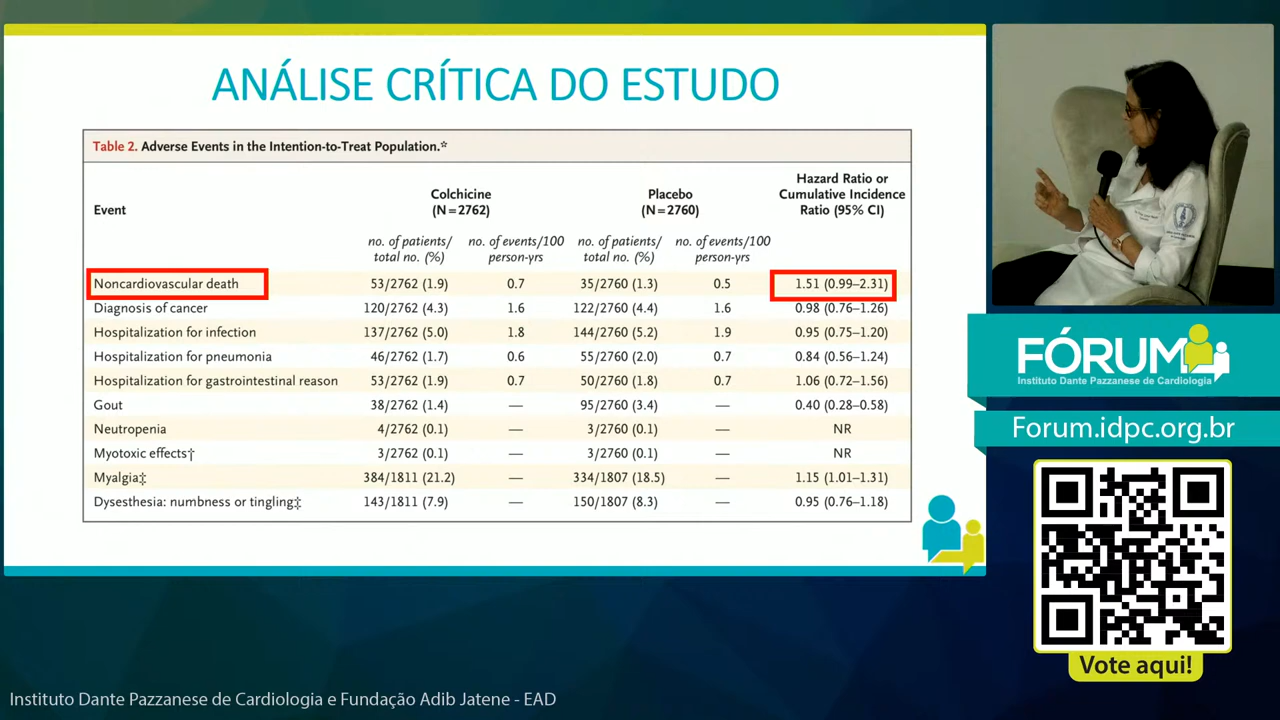 ANÁLISE CRÍTICA DO ESTUDO
Table 2. Adverse Events in the Intention-to-Treat Population.*
Event
Colchicine
(N=2762)
Placebo
(N=2760)
Hazard Ratio or
Cumulative Incidence
Ratio (95% CI)
no. of patients/
total no. (%)
no. of events/100
person-yrs
no. of patients/
total no. (%)
no. of events/100
person-yrs
Noncardiovascular death 53/2762 (1.9) 0.7 35/2760 (1.3) 0.5 1.51 (0.99–2.31)
Diagnosis of cancer 120/2762 (4.3) 1.6 122/2760 (4.4) 1.6 0.98 (0.76–1.26)
Hospitalization for infection 137/2762 (5.0) 1.8 144/2760 (5.2) 1.9 0.95 (0.75–1.20)
Hospitalization for pneumonia 46/2762 (1.7) 0.6 55/2760 (2.0) 0.7 0.84 (0.56–1.24)
Hospitalization for gastrointestinal reason 53/2762 (1.9) 0.7 50/2760 (1.8) 0.7 1.06 (0.72–1.56)
Gout 38/2762 (1.4) — 95/2760 (3.4) — 0.40 (0.28–0.58)
Neutropenia 4/2762 (0.1) — 3/2760 (0.1) — NR
Myotoxic effects† 3/2762 (0.1) — 3/2760 (0.1) — NR
Myalgia‡ 384/1811 (21.2) — 334/1807 (18.5) — 1.15 (1.01–1.31)
Dysesthesia: numbness or tingling‡ 143/1811 (7.9) — 150/1807 (8.3) — 0.95 (0.76–1.18)
FÓRUM
Instituto Dante Pazzanese de Cardiologia
Forum.idpc.org.br
Vote aqui!
Instituto Dante Pazzanese de Cardiologia e Fundação Adib Jatene - EAD